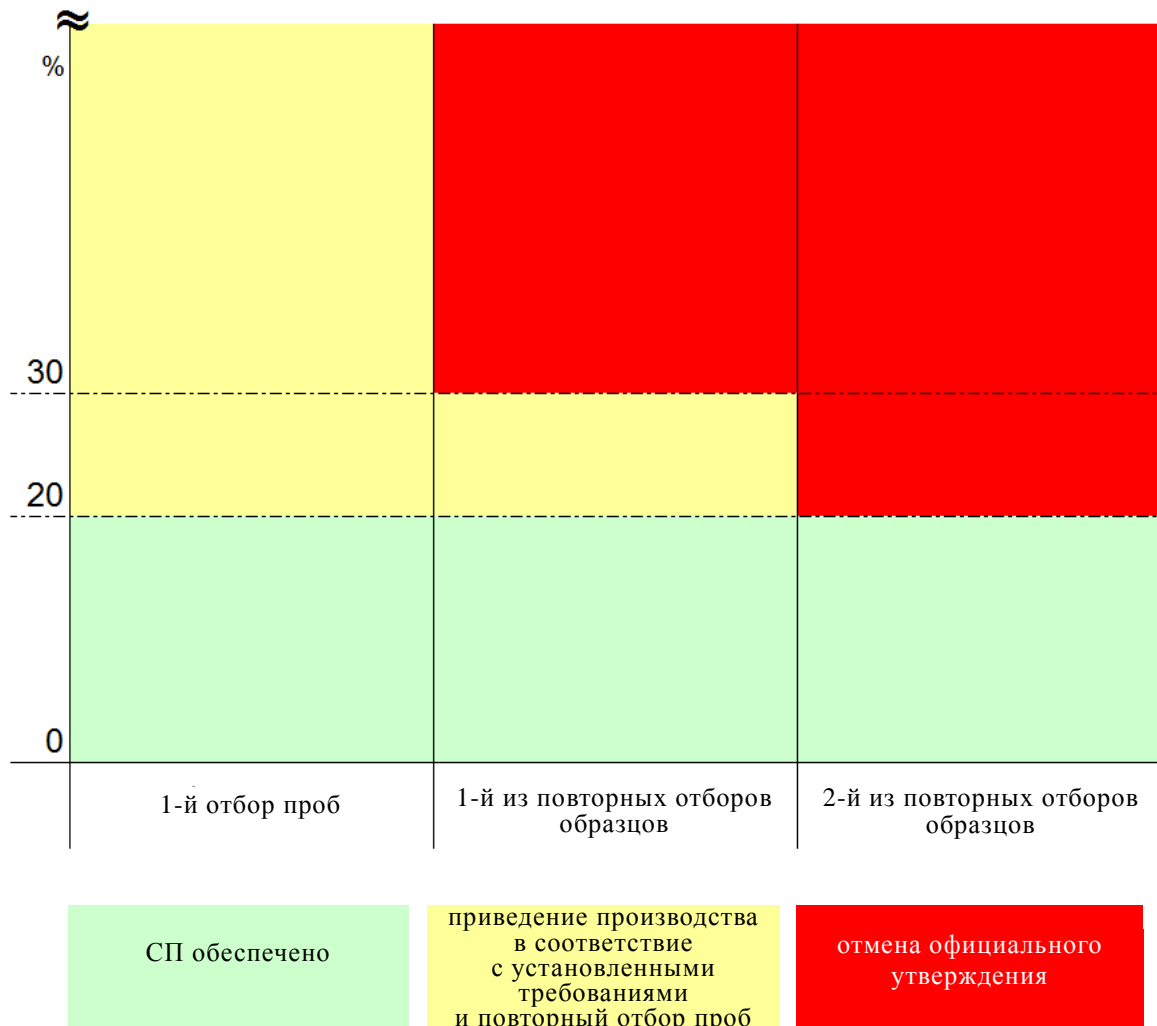 ≈
%
30
20
0
1-й отбор проб
1-й из повторных отборов
образцов
2-й из повторных отборов
образцов
СП обеспечено
приведение производства
в соответствие
с установленными
требованиями
и повторный отбор проб
отмена официального
утверждения